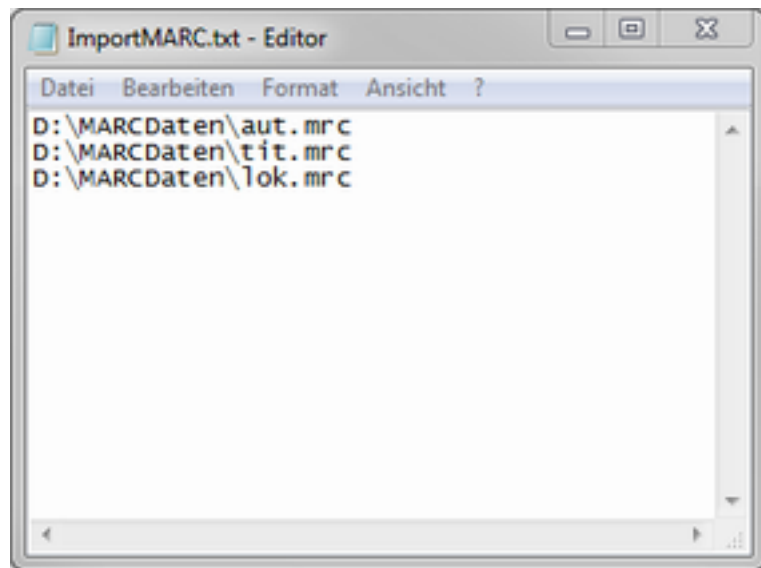 ImportMARC.txt - Editor
Datei Bearbeiten Format Ansicht ?
D:\MARCDaten\aut.mrc
D:\MARCDaten\tit.mrc
D:\MARCDaten\lok.mrc